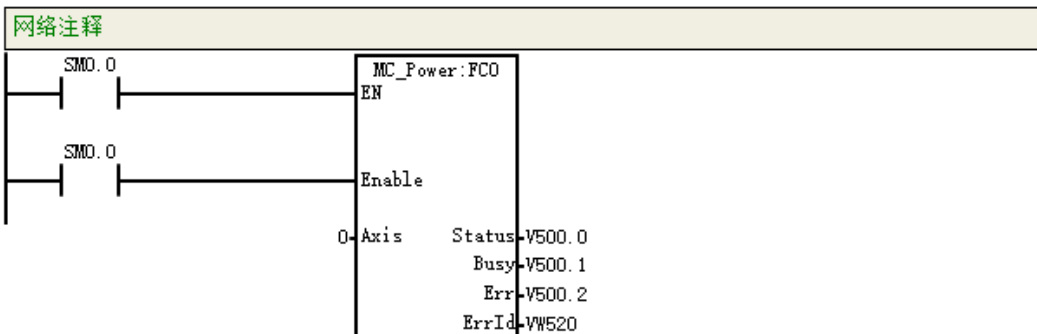 网络注释
SM0.0
MC_Power:FC0
EN
SM0.0
Enable
0 Axis Status V500.0
Busy V500.1
Err V500.2
ErrId VW520